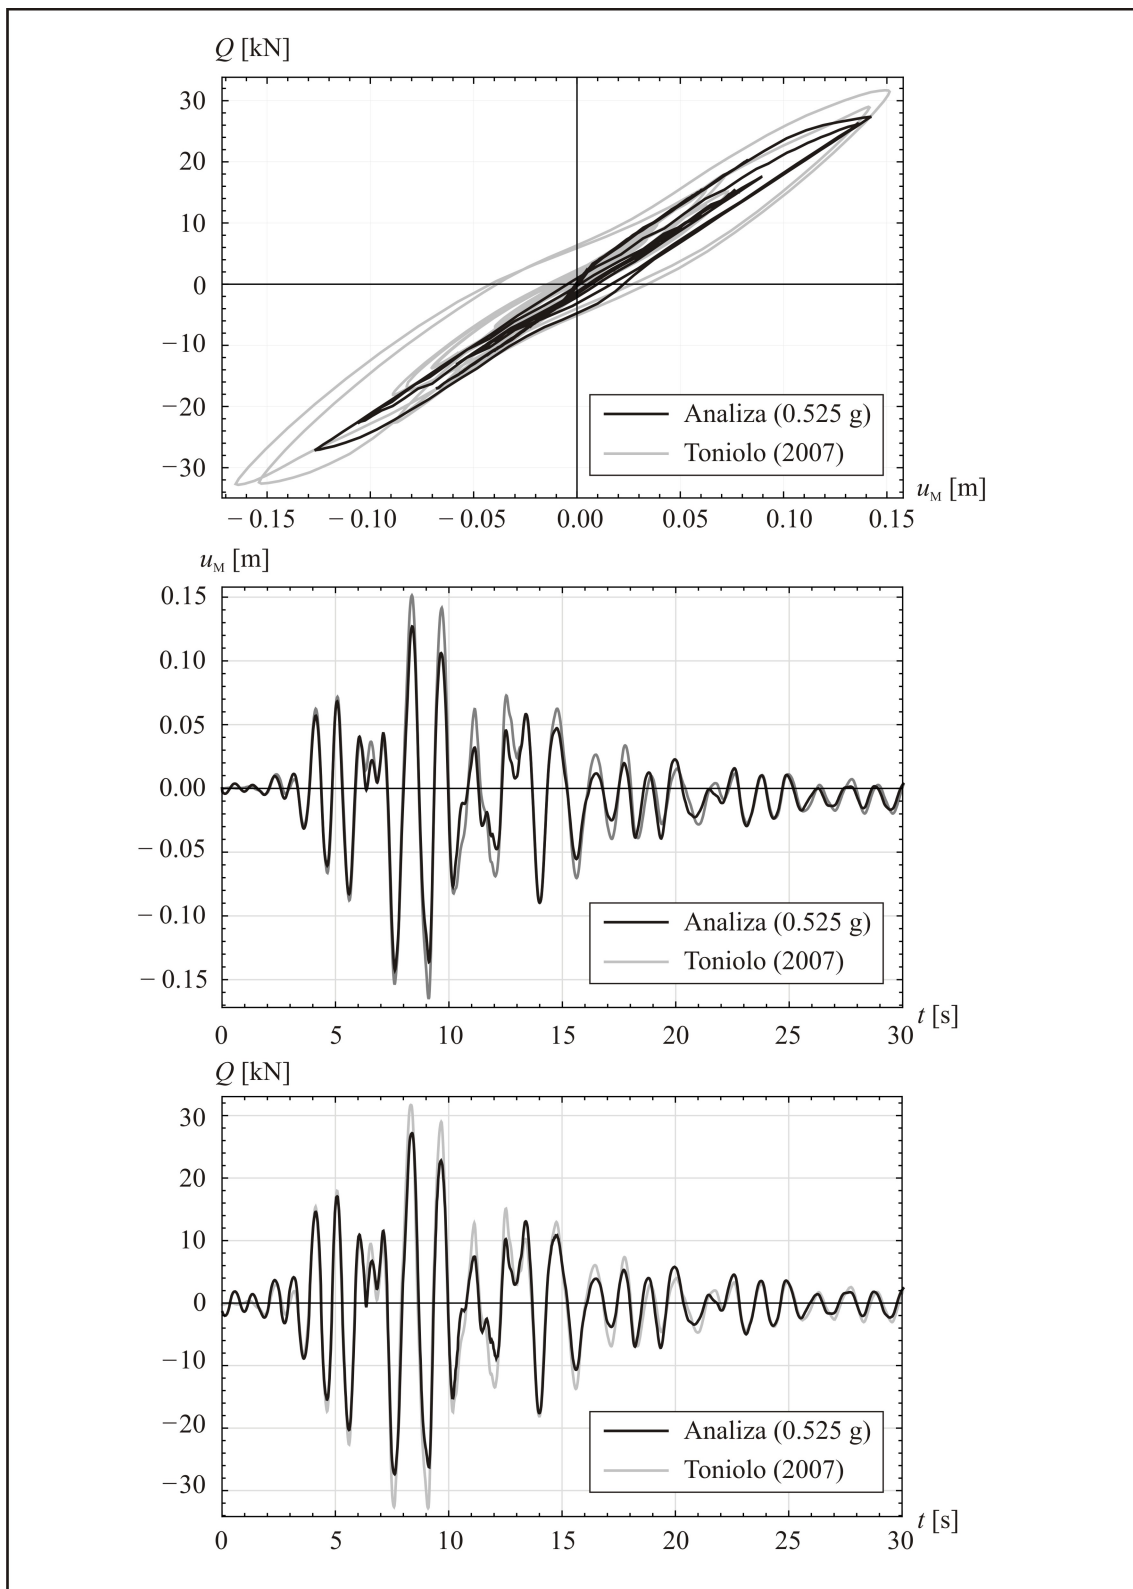 Q [kN]
30
20
10
0
−10
−20
−30
Analiza (0.525 g)
Toniolo (2007)
u_M [m]
−0.15 −0.10 −0.05 0.00 0.05 0.10 0.15
u_M [m]
0.15
0.10
0.05
0.00
−0.05
−0.10
−0.15
Analiza (0.525 g)
Toniolo (2007)
t [s]
0 5 10 15 20 25 30
Q [kN]
30
20
10
0
−10
−20
−30
Analiza (0.525 g)
Toniolo (2007)
t [s]
0 5 10 15 20 25 30